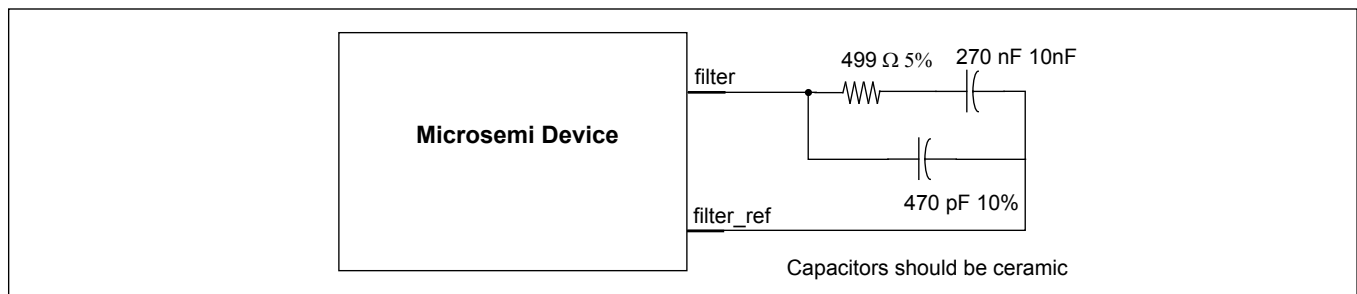 499 Ω 5%
270 nF 10nF
filter
Microsemi Device
470 pF 10%
filter_ref
Capacitors should be ceramic